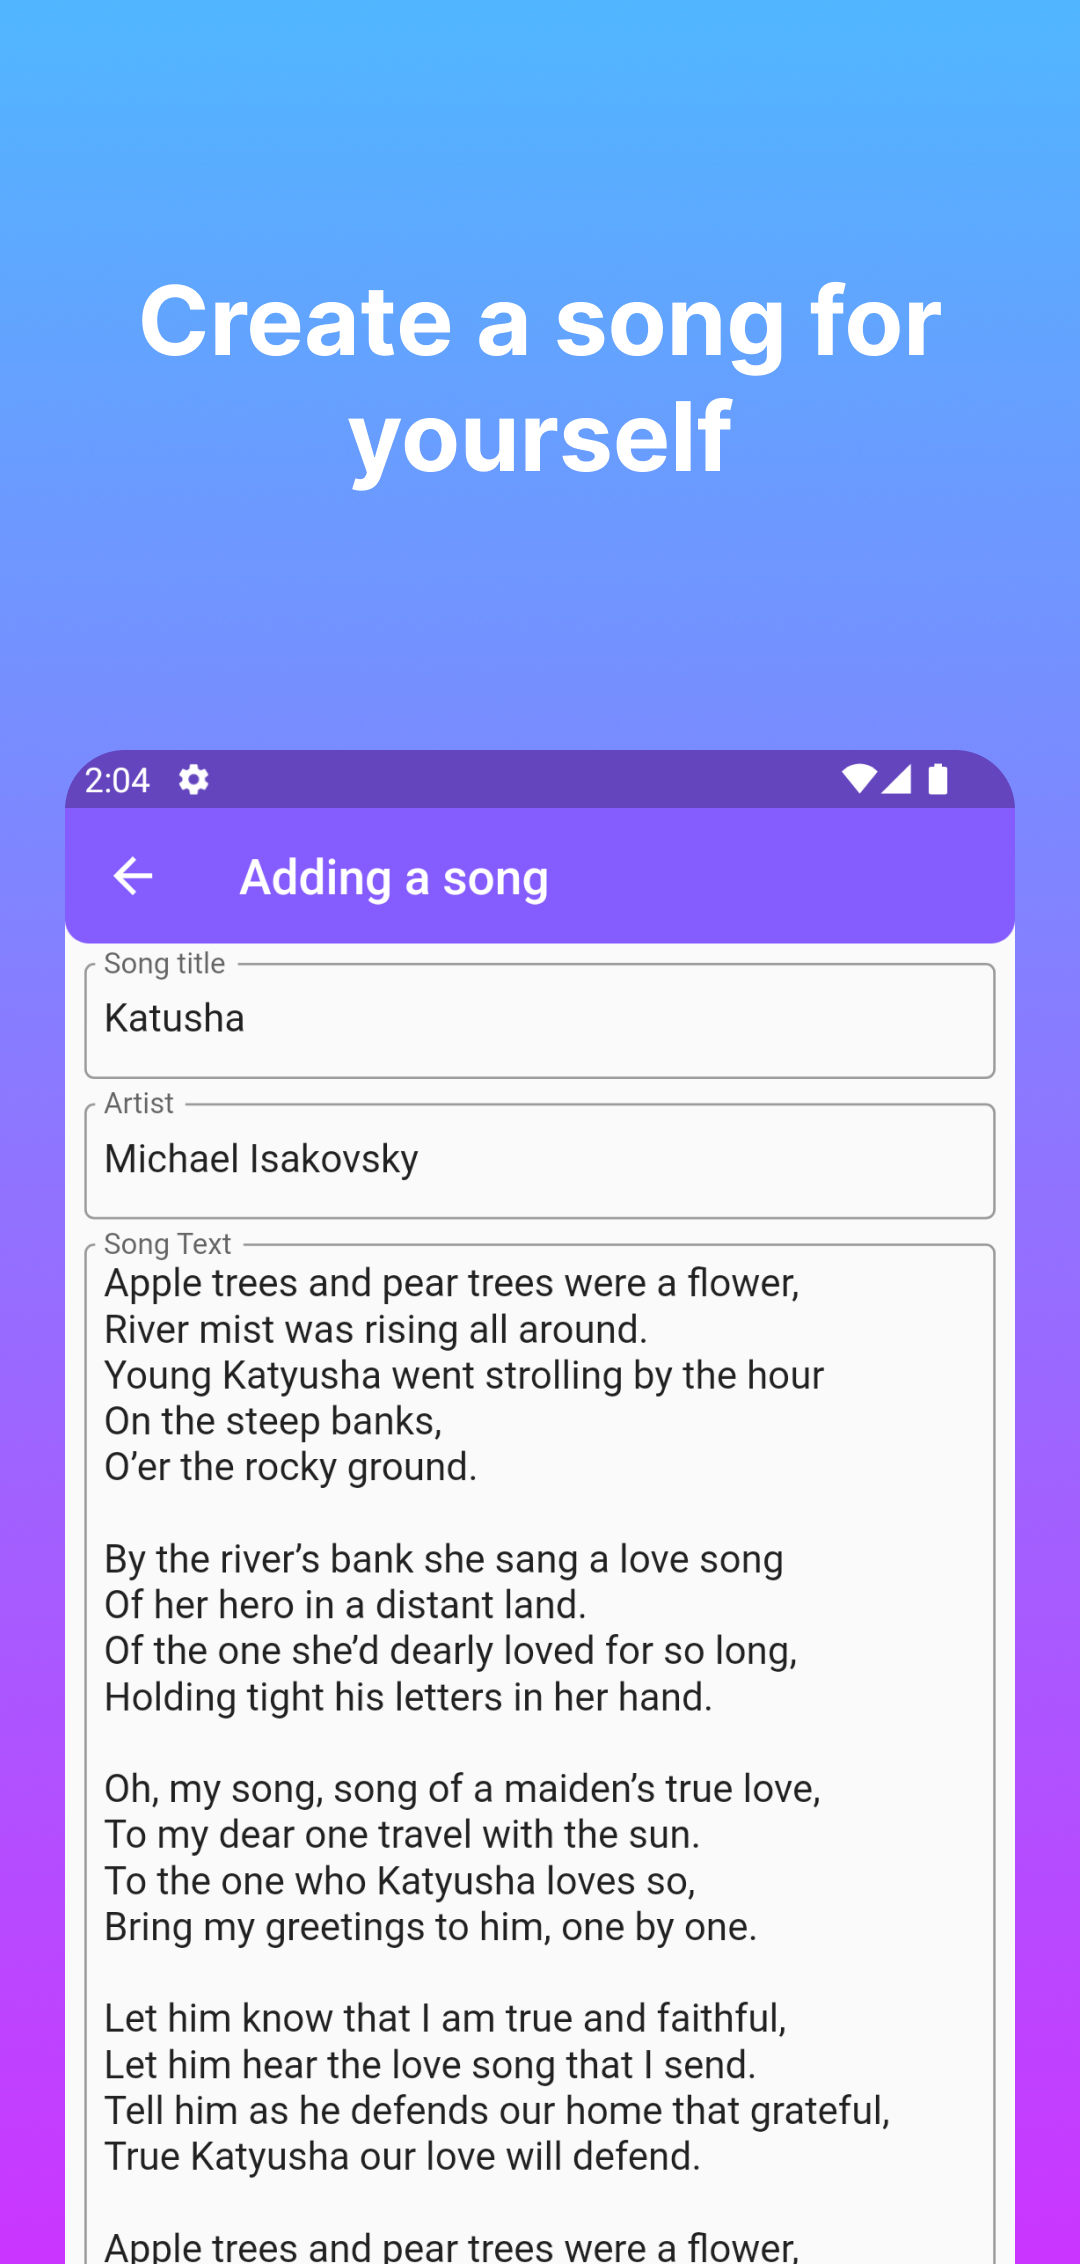 Create a song for
yourself
2:04
Adding a song
Song title
Katusha
Artist
Michael Isakovsky
Song Text
Apple trees and pear trees were a flower,
River mist was rising all around.
Young Katyusha went strolling by the hour
On the steep banks,
O’er the rocky ground.
By the river’s bank she sang a love song
Of her hero in a distant land.
Of the one she’d dearly loved for so long,
Holding tight his letters in her hand.
Oh, my song, song of a maiden’s true love,
To my dear one travel with the sun.
To the one who Katyusha loves so,
Bring my greetings to him, one by one.
Let him know that I am true and faithful,
Let him hear the love song that I send.
Tell him as he defends our home that grateful,
True Katyusha our love will defend.
Apple trees and pear trees were a flower,